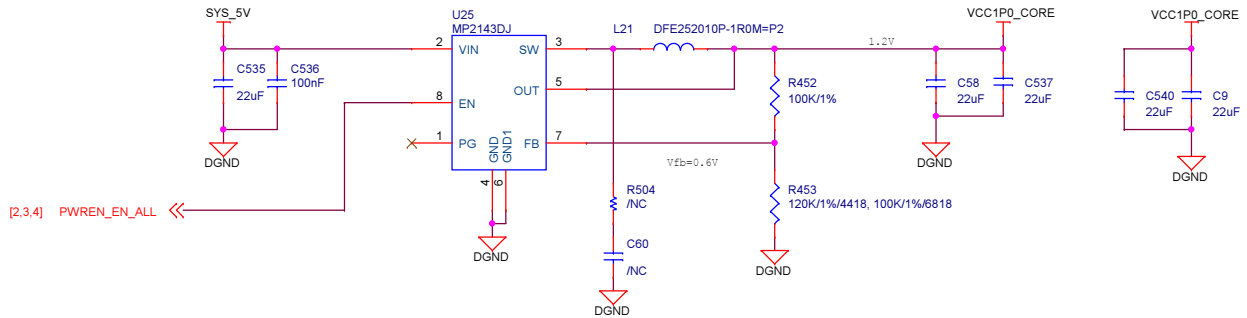 SYS_5V
U25
MP2143DJ
L21
DFE252010P-1R0M=P2
VCC1P0_CORE
VCC1P0_CORE
1.2V
2
VIN
SW
3
C535
22uF
C536
100nF
OUT
5
R452
100K/1%
C58
22uF
C537
22uF
C540
22uF
C9
22uF
8
EN
1
PG
GND
GND1
FB
7
Vfb=0.6V
DGND
4
6
DGND
DGND
R504
/NC
R453
120K/1%/4418, 100K/1%/6818
[2,3,4]
PWREN_EN_ALL
DGND
C60
/NC
DGND
DGND